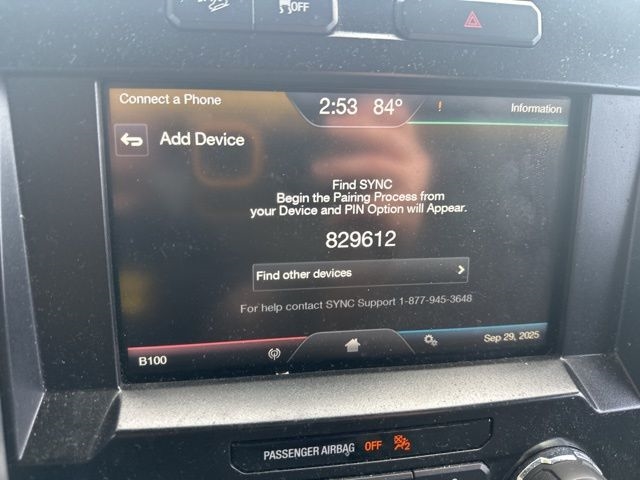 OFF
Connect a Phone 2:53 84° ! Information
Add Device
Find SYNC
Begin the Pairing Process from
your Device and PIN Option will Appear.
829612
Find other devices
For help contact SYNC Support 1-877-945-3648
B100 Sep 29, 2025
PASSENGER AIRBAG OFF 2